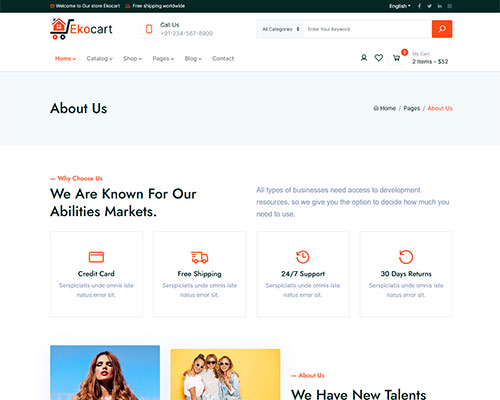 Welcome to Our store Ekocart
Free shipping worldwide
English
Ekocart
Call Us
+91-234-567-8900
All Categories
Enter Your Keyword
Home
Catalog
Shop
Pages
Blog
Contact
3
My Cart
2 Items - $52
About Us
Home / Pages / About Us
— Why Choose Us
We Are Known For Our
Abilities Markets.
All types of businesses need access to development
resources, so we give you the option to decide how much you
need to use.
Credit Card
Serspiciatis unde omnis iste
natus error sit.
Free Shipping
Serspiciatis unde omnis iste
natus error sit.
24/7 Support
Serspiciatis unde omnis iste
natus error sit.
30 Days Returns
Serspiciatis unde omnis iste
natus error sit.
— About Us
We Have New Talents